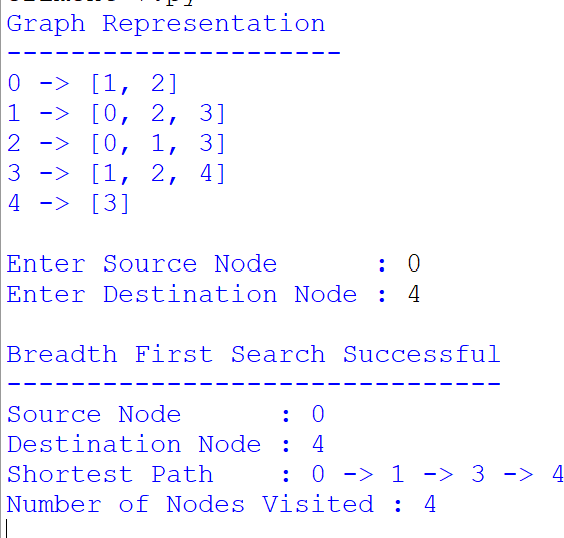 Graph Representation
---------------------
0 -> [1, 2]
1 -> [0, 2, 3]
2 -> [0, 1, 3]
3 -> [1, 2, 4]
4 -> [3]
Enter Source Node      : 0
Enter Destination Node : 4
Breadth First Search Successful
-------------------------------
Source Node      : 0
Destination Node : 4
Shortest Path    : 0 -> 1 -> 3 -> 4
Number of Nodes Visited : 4